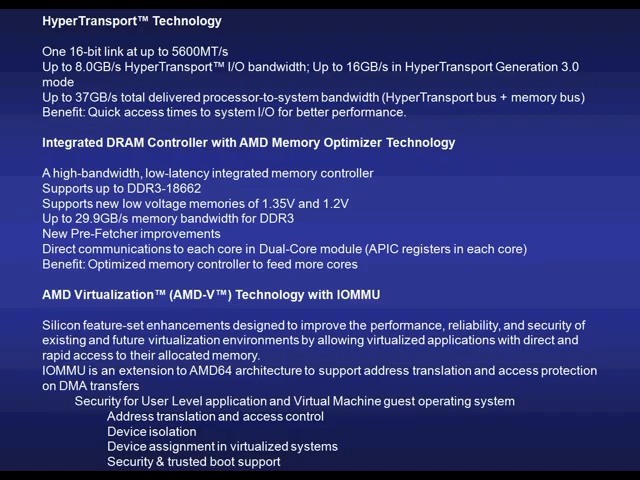 HyperTransport™ Technology
One 16-bit link at up to 5600MT/s
Up to 8.0GB/s HyperTransport™ I/O bandwidth; Up to 16GB/s in HyperTransport Generation 3.0
mode
Up to 37GB/s total delivered processor-to-system bandwidth (HyperTransport bus + memory bus)
Benefit: Quick access times to system I/O for better performance.
Integrated DRAM Controller with AMD Memory Optimizer Technology
A high-bandwidth, low-latency integrated memory controller
Supports up to DDR3-18662
Supports new low voltage memories of 1.35V and 1.2V
Up to 29.9GB/s memory bandwidth for DDR3
New Pre-Fetcher improvements
Direct communications to each core in Dual-Core module (APIC registers in each core)
Benefit: Optimized memory controller to feed more cores
AMD Virtualization™ (AMD-V™) Technology with IOMMU
Silicon feature-set enhancements designed to improve the performance, reliability, and security of
existing and future virtualization environments by allowing virtualized applications with direct and
rapid access to their allocated memory.
IOMMU is an extension to AMD64 architecture to support address translation and access protection
on DMA transfers
Security for User Level application and Virtual Machine guest operating system
Address translation and access control
Device isolation
Device assignment in virtualized systems
Security & trusted boot support